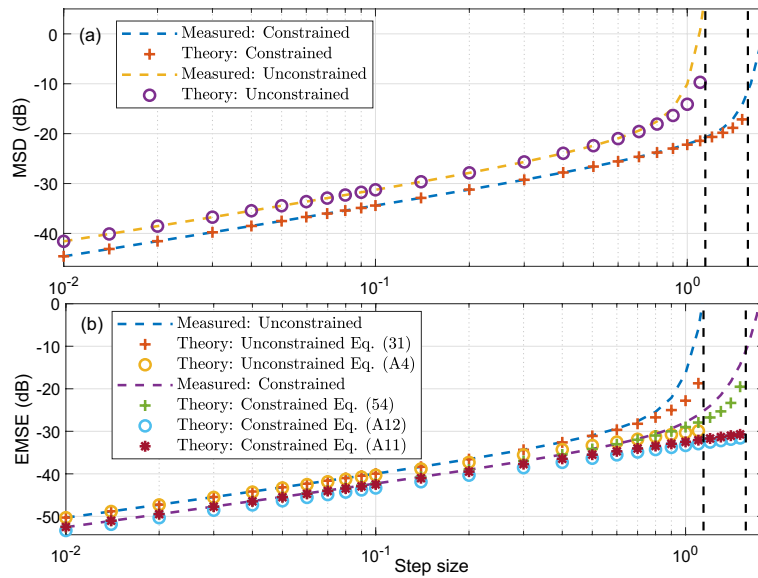 (a)
Measured: Constrained
Theory: Constrained
Measured: Unconstrained
Theory: Unconstrained
MSD (dB)
0
-10
-20
-30
-40
10^-2
10^-1
10^0
(b)
Measured: Unconstrained
Theory: Unconstrained Eq. (31)
Theory: Unconstrained Eq. (A4)
Measured: Constrained
Theory: Constrained Eq. (54)
Theory: Constrained Eq. (A12)
Theory: Constrained Eq. (A11)
EMSE (dB)
0
-10
-20
-30
-40
-50
10^-2
10^-1
10^0
Step size